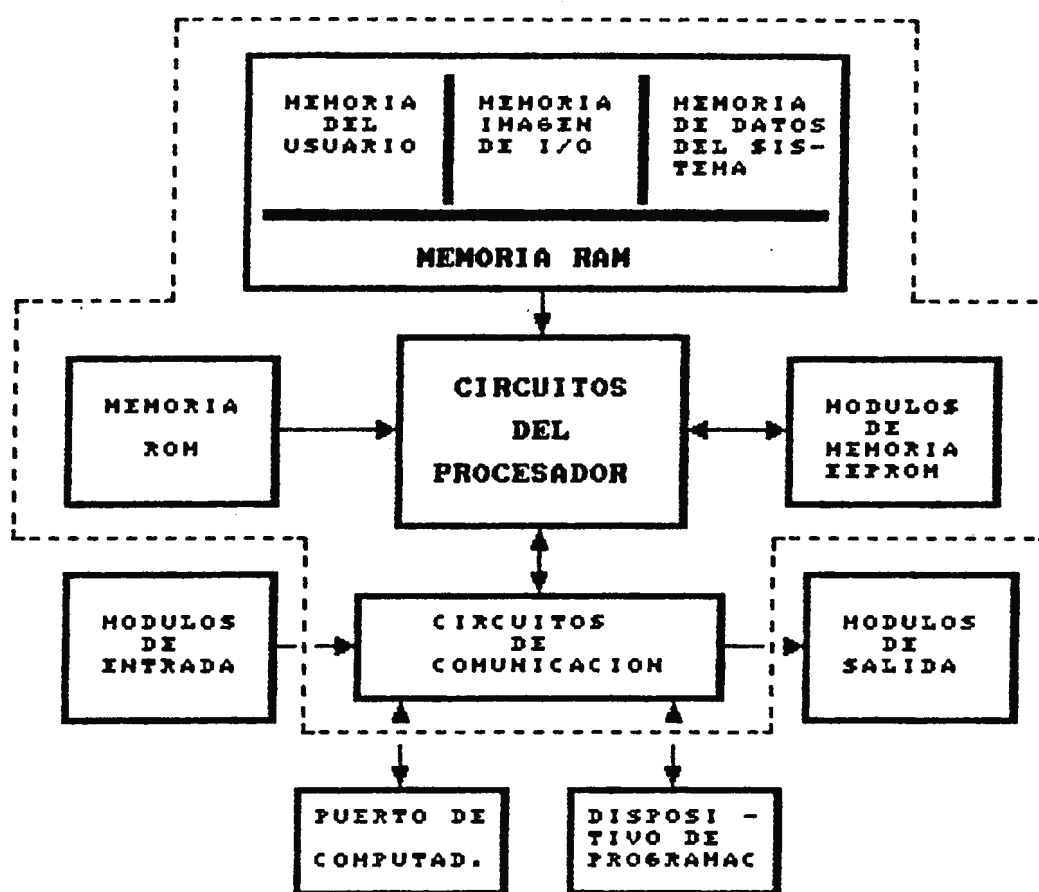 MEMORIA
DEL
USUARIO
MEMORIA
IMAGEN
DE I/O
MEMORIA
DE DATOS
DEL SIS-
TEMA
MEMORIA RAM
MEMORIA
ROM
CIRCUITOS
DEL
PROCESADOR
MODULOS
DE
MEMORIA
EEPROM
MODULOS
DE
ENTRADA
CIRCUITOS
DE
COMUNICACION
MODULOS
DE
SALIDA
PUERTO DE
COMPUTAD.
DISPOSI -
TIVO DE
PROGRAMAC